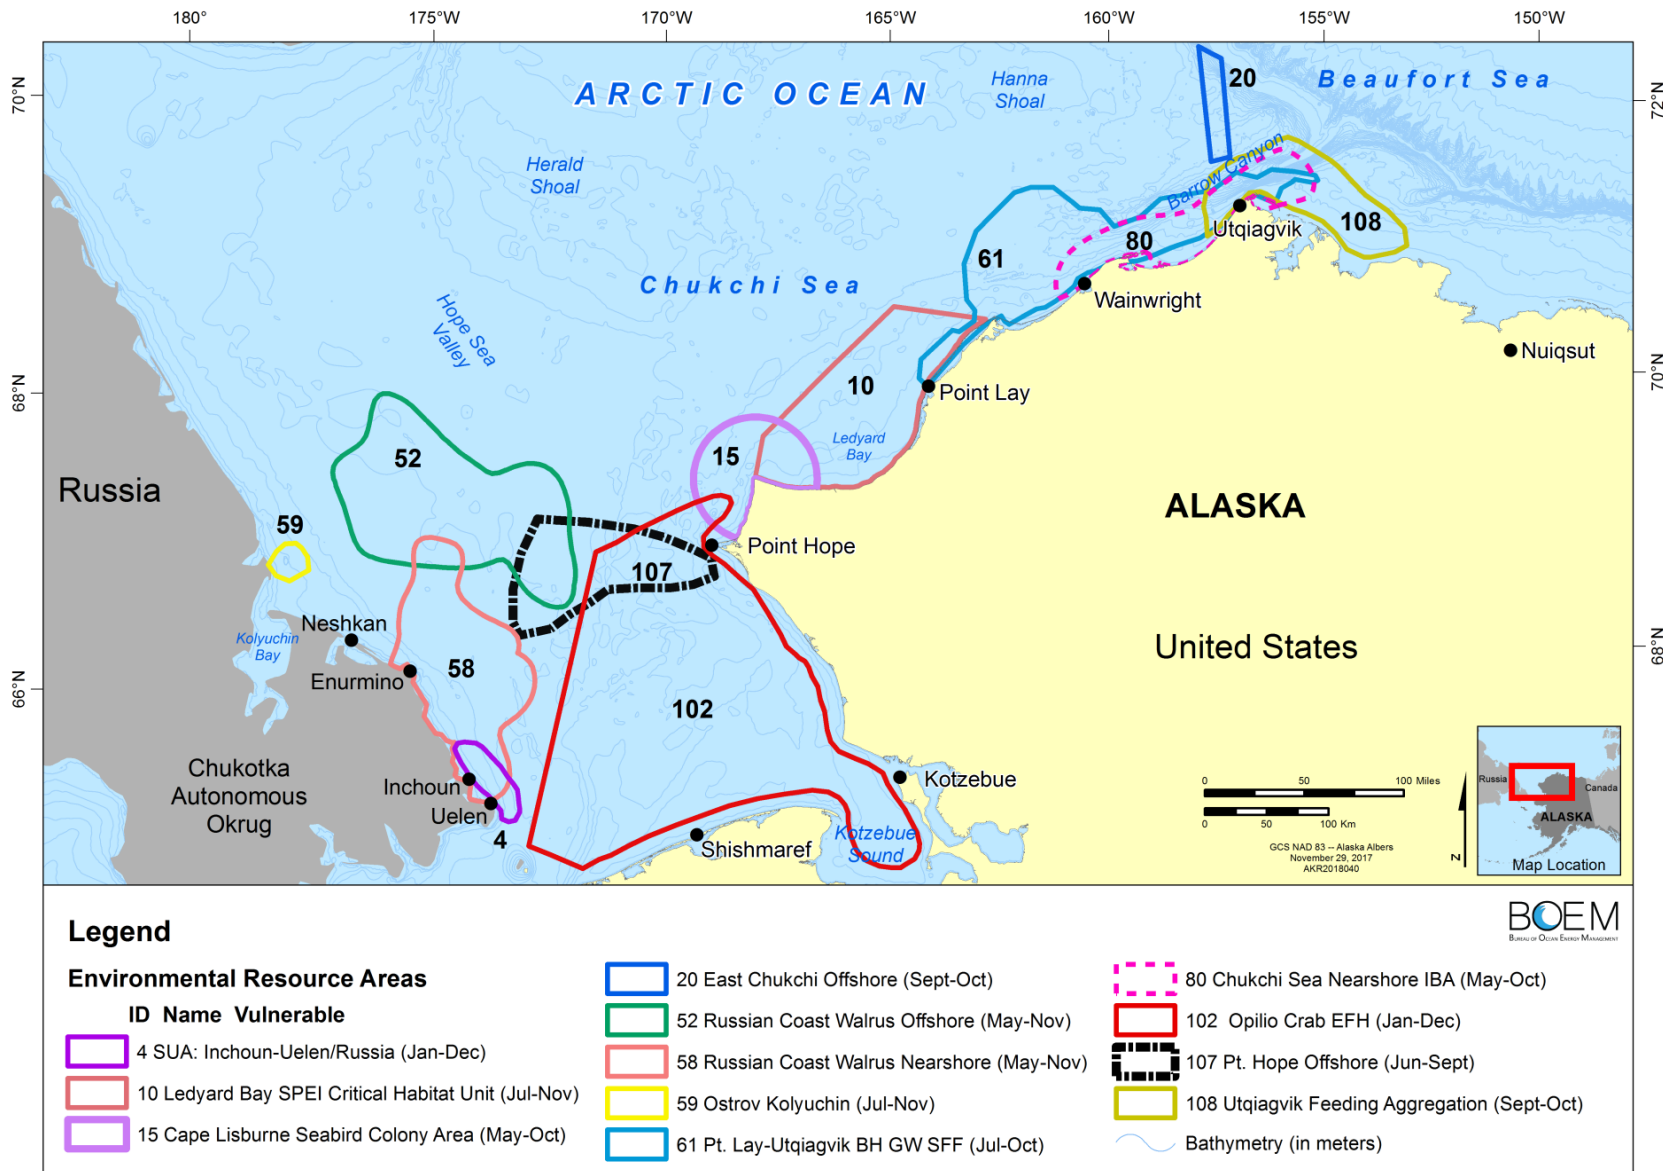 180°
175°W
170°W
165°W
160°W
155°W
150°W
70°N
68°N
66°N
72°N
70°N
68°N
ARCTIC OCEAN
Hanna
Shoal
20
Beaufort Sea
Herald
Shoal
Barrow Canyon
108
Utqiagvik
80
61
Chukchi Sea
Wainwright
Hope Sea
Valley
Nuiqsut
10
Point Lay
Ledyard
Bay
15
52
Russia
ALASKA
59
Point Hope
107
Neshkan
Kolyuchin
Bay
United States
58
Enurmino
102
Chukotka
Autonomous
Okrug
Inchoun
Uelen
4
Kotzebue
Shishmaref
Kotzebue
Sound
0 50 100 Miles
0 50 100 Km
GCS NAD 83 -- Alaska Albers
November 29, 2017
AKR2018040
N
Russia
Canada
ALASKA
Map Location
BOEM
BUREAU OF OCEAN ENERGY MANAGEMENT
Legend
Environmental Resource Areas
ID Name Vulnerable
4 SUA: Inchoun-Uelen/Russia (Jan-Dec)
10 Ledyard Bay SPEI Critical Habitat Unit (Jul-Nov)
15 Cape Lisburne Seabird Colony Area (May-Oct)
20 East Chukchi Offshore (Sept-Oct)
52 Russian Coast Walrus Offshore (May-Nov)
58 Russian Coast Walrus Nearshore (May-Nov)
59 Ostrov Kolyuchin (Jul-Nov)
61 Pt. Lay-Utqiagvik BH GW SFF (Jul-Oct)
80 Chukchi Sea Nearshore IBA (May-Oct)
102 Opilio Crab EFH (Jan-Dec)
107 Pt. Hope Offshore (Jun-Sept)
108 Utqiagvik Feeding Aggregation (Sept-Oct)
Bathymetry (in meters)